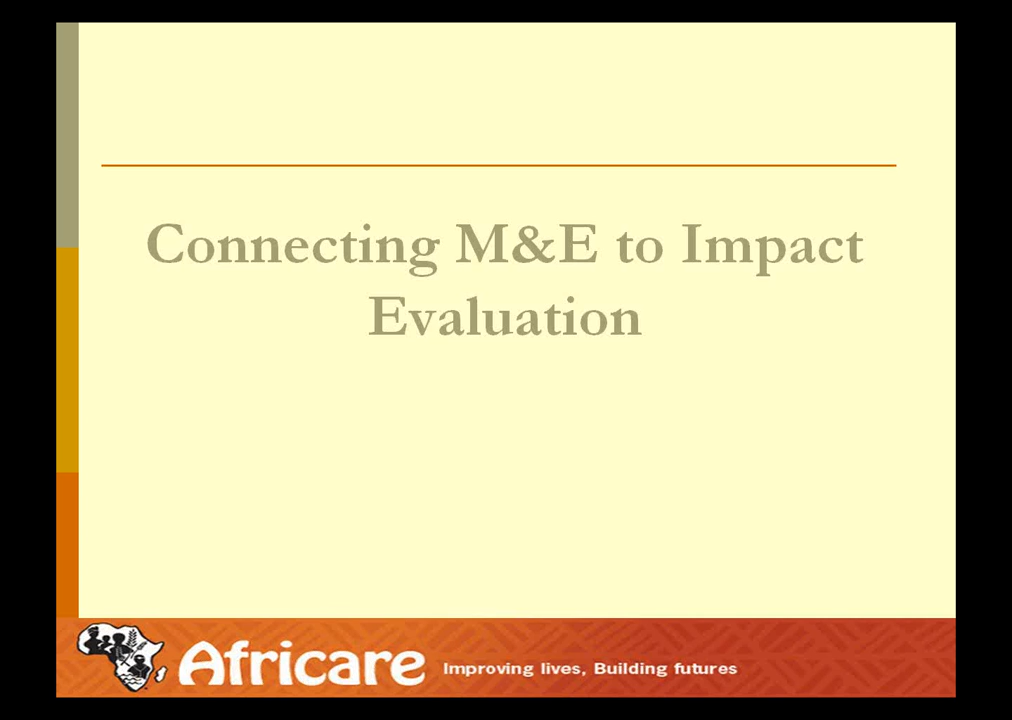 Connecting M&E to Impact
Evaluation
Africare Improving lives, Building futures